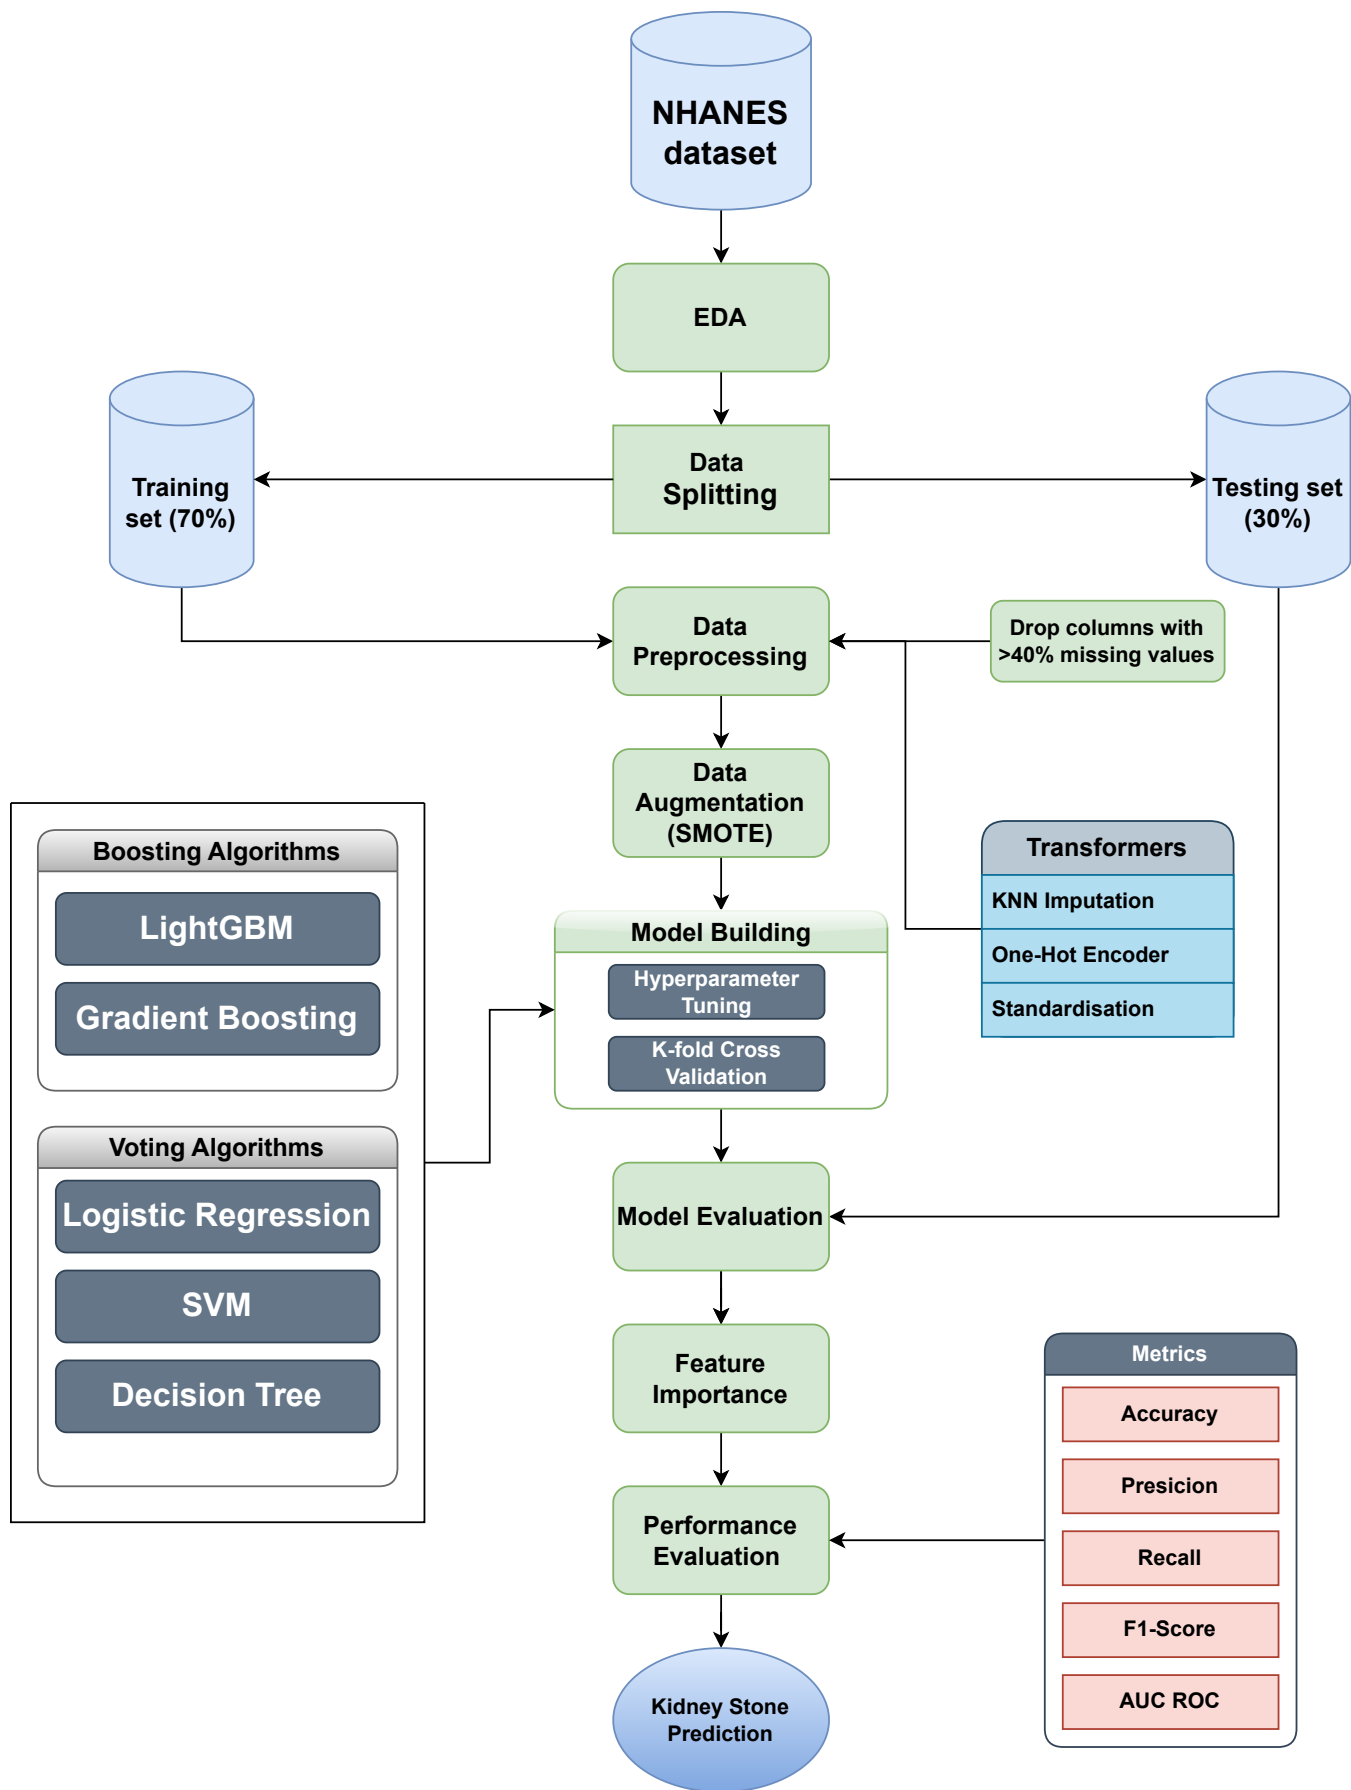 NHANES
dataset
EDA
Data
Splitting
Training
set (70%)
Testing set
(30%)
Data
Preprocessing
Drop columns with
>40% missing values
Data
Augmentation
(SMOTE)
Transformers
KNN Imputation
One-Hot Encoder
Standardisation
Boosting Algorithms
LightGBM
Gradient Boosting
Voting Algorithms
Logistic Regression
SVM
Decision Tree
Model Building
Hyperparameter
Tuning
K-fold Cross
Validation
Model Evaluation
Feature
Importance
Performance
Evaluation
Metrics
Accuracy
Presicion
Recall
F1-Score
AUC ROC
Kidney Stone
Prediction